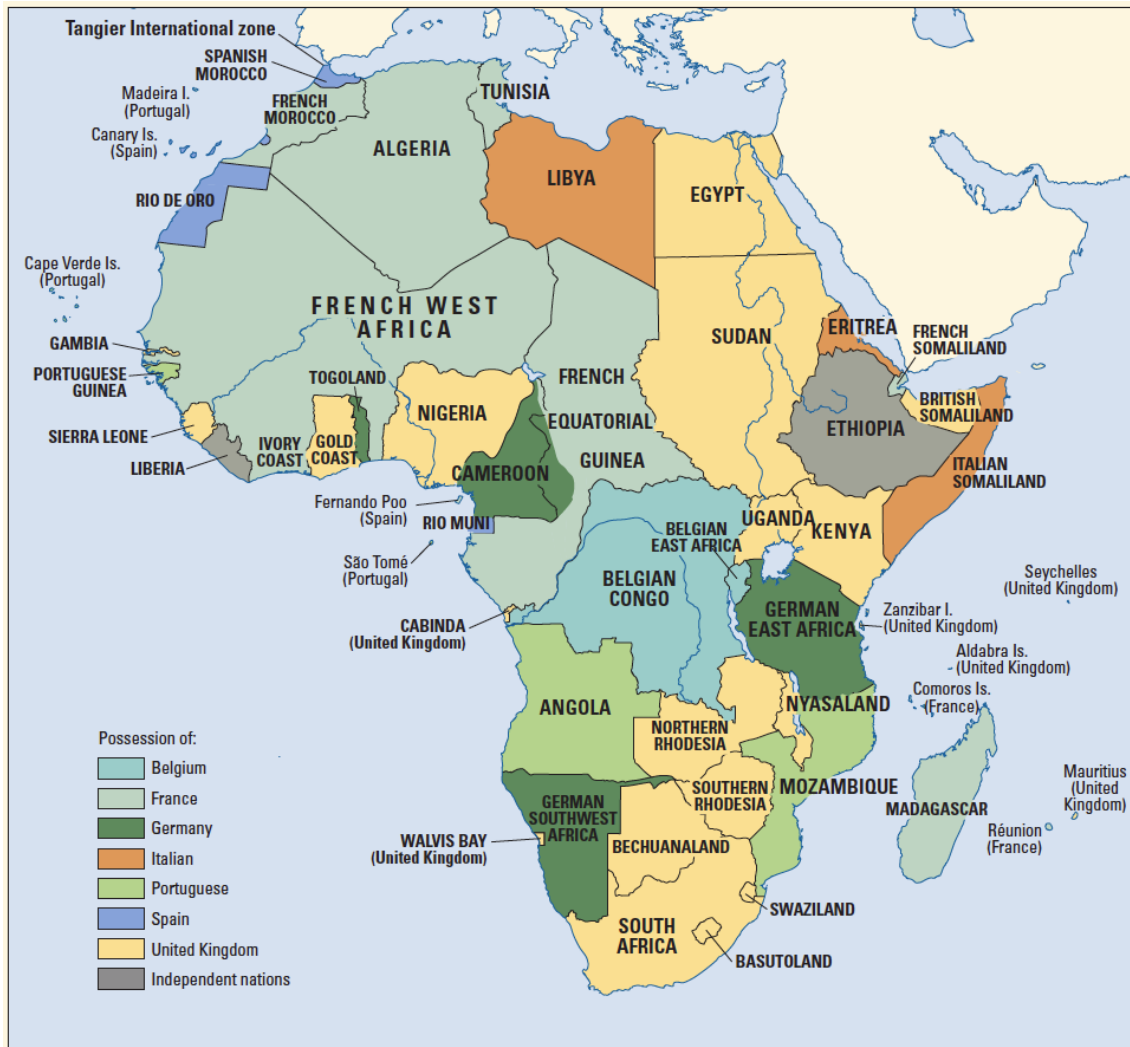 Tangier International zone
SPANISH
MOROCCO
Madeira I.
(Portugal)
FRENCH
MOROCCO
TUNISIA
Canary Is.
(Spain)
ALGERIA
LIBYA
EGYPT
RIO DE ORO
Cape Verde Is.
(Portugal)
FRENCH WEST
AFRICA
SUDAN
ERITREA
FRENCH
SOMALILAND
GAMBIA
PORTUGUESE
GUINEA
TOGOLAND
NIGERIA
FRENCH
EQUATORIAL
GUINEA
BRITISH
SOMALILAND
ETHIOPIA
SIERRA LEONE
IVORY
COAST
GOLD
COAST
LIBERIA
CAMEROON
ITALIAN
SOMALILAND
Fernando Poo
(Spain)
RIO MUNI
UGANDA
KENYA
BELGIAN
EAST AFRICA
São Tomé
(Portugal)
BELGIAN
CONGO
Seychelles
(United Kingdom)
CABINDA
(United Kingdom)
GERMAN
EAST AFRICA
Zanzibar I.
(United Kingdom)
Aldabra Is.
(United Kingdom)
Comoros Is.
(France)
ANGOLA
NYASALAND
NORTHERN
RHODESIA
Possession of:
Belgium
France
Germany
Italian
Portuguese
Spain
United Kingdom
Independent nations
SOUTHERN
RHODESIA
MOZAMBIQUE
MADAGASCAR
Mauritius
(United
Kingdom)
Réunion
(France)
GERMAN
SOUTHWEST
AFRICA
WALVIS BAY
(United Kingdom)
BECHUANALAND
SWAZILAND
SOUTH
AFRICA
BASUTOLAND